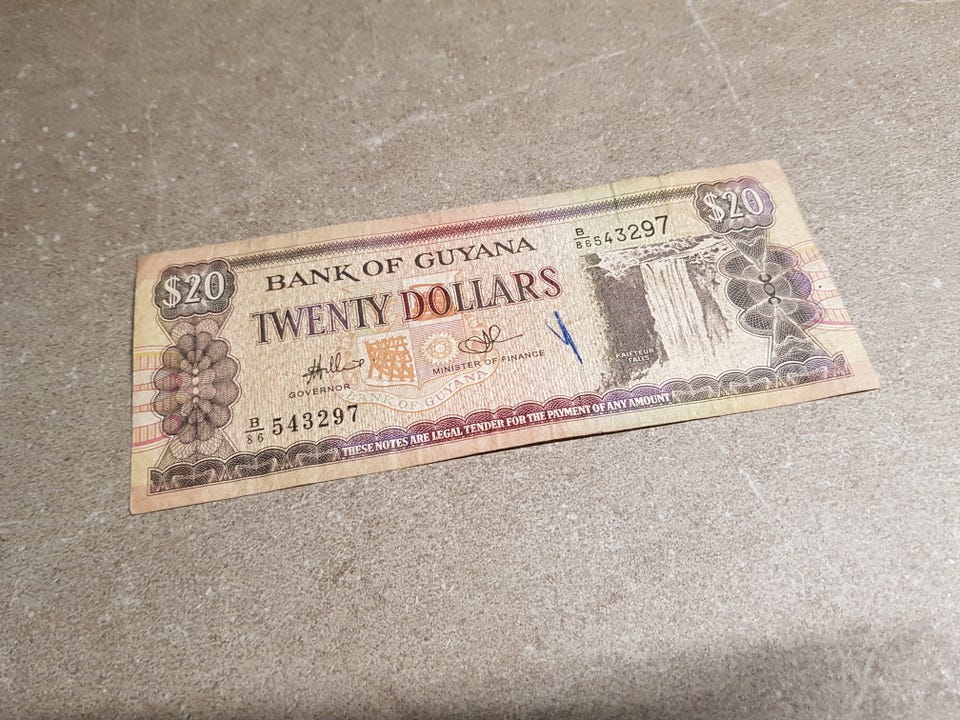 $20
BANK OF GUYANA
B/86 543297
$20
TWENTY DOLLARS
GOVERNOR
MINISTER OF FINANCE
KAIETEUR
FALLS
BANK OF GUYANA
B/86 543297
THESE NOTES ARE LEGAL TENDER FOR THE PAYMENT OF ANY AMOUNT